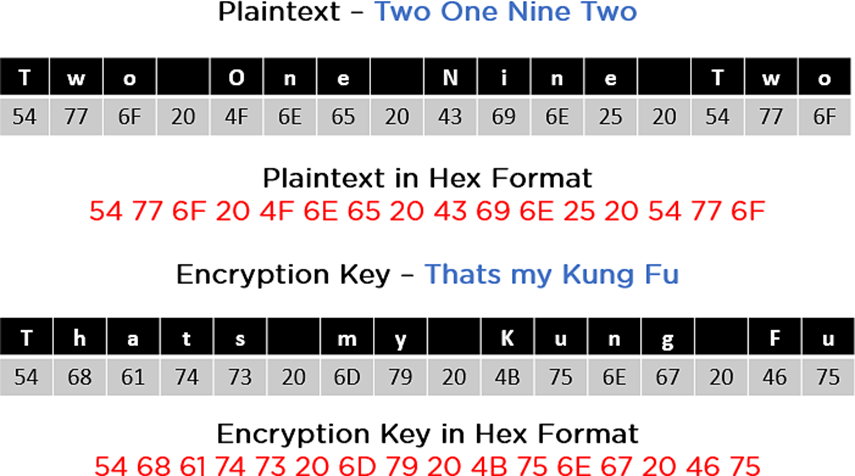 Plaintext – Two One Nine Two
T w o O n e N i n e T w o
54 77 6F 20 4F 6E 65 20 43 69 6E 25 20 54 77 6F
Plaintext in Hex Format
54 77 6F 20 4F 6E 65 20 43 69 6E 25 20 54 77 6F
Encryption Key – Thats my Kung Fu
T h a t s m y K u n g F u
54 68 61 74 73 20 6D 79 20 4B 75 6E 67 20 46 75
Encryption Key in Hex Format
54 68 61 74 73 20 6D 79 20 4B 75 6E 67 20 46 75